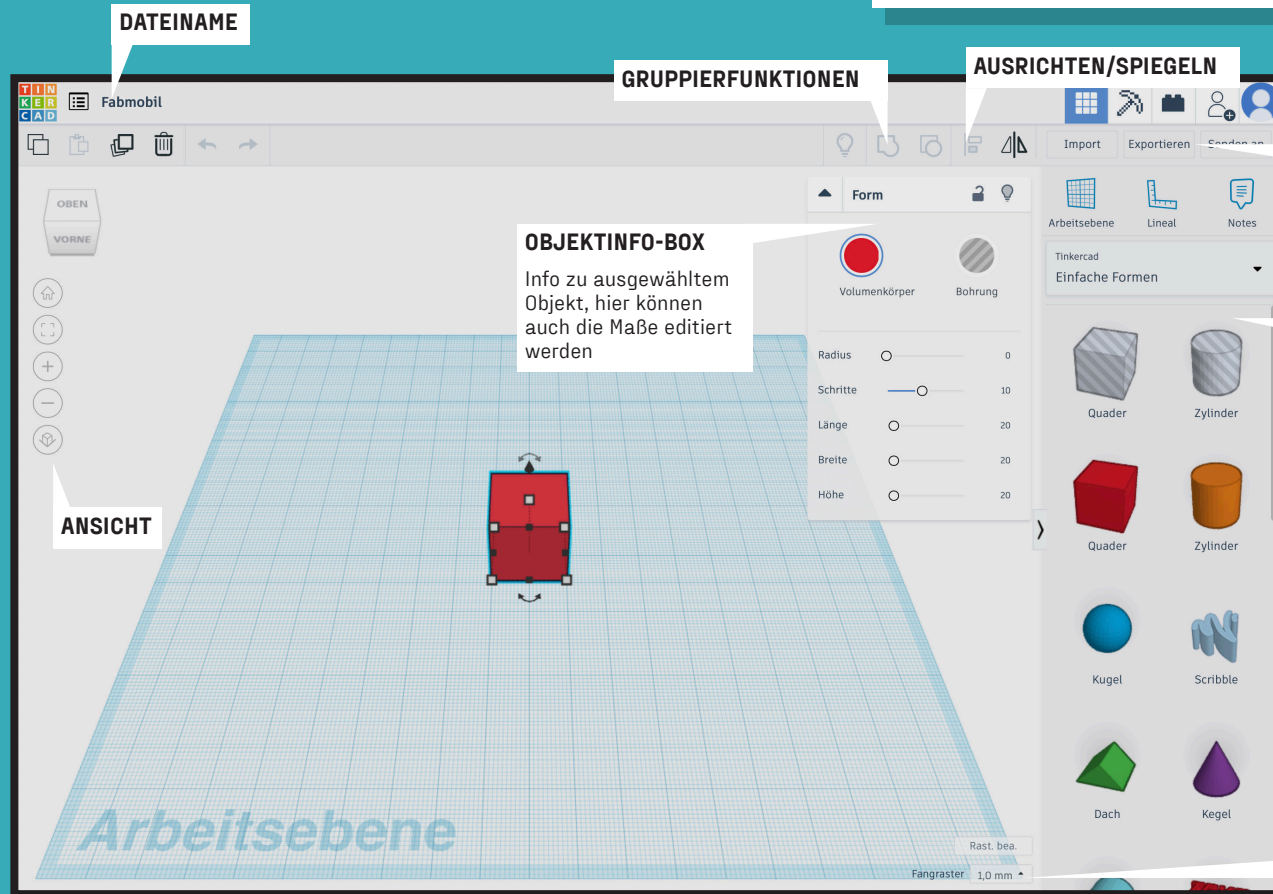 DATEINAME
GRUPPIERFUNKTIONEN
AUSRICHTEN/SPIEGELN
TIN
KER
CAD
Fabmobil
Import
Exportieren
Senden an
OBEN
VORNE
Form
Arbeitsebene
Lineal
Notes
OBJEKTINFO-BOX
Info zu ausgewähltem
Objekt, hier können
auch die Maße editiert
werden
Volumenkörper
Bohrung
Tinkercad
Einfache Formen
Radius 0
Schritte 10
Länge 20
Breite 20
Höhe 20
Quader
Zylinder
Quader
Zylinder
ANSICHT
Kugel
Scribble
Dach
Kegel
Arbeitsebene
Rast. bea.
Fangraster 1,0 mm